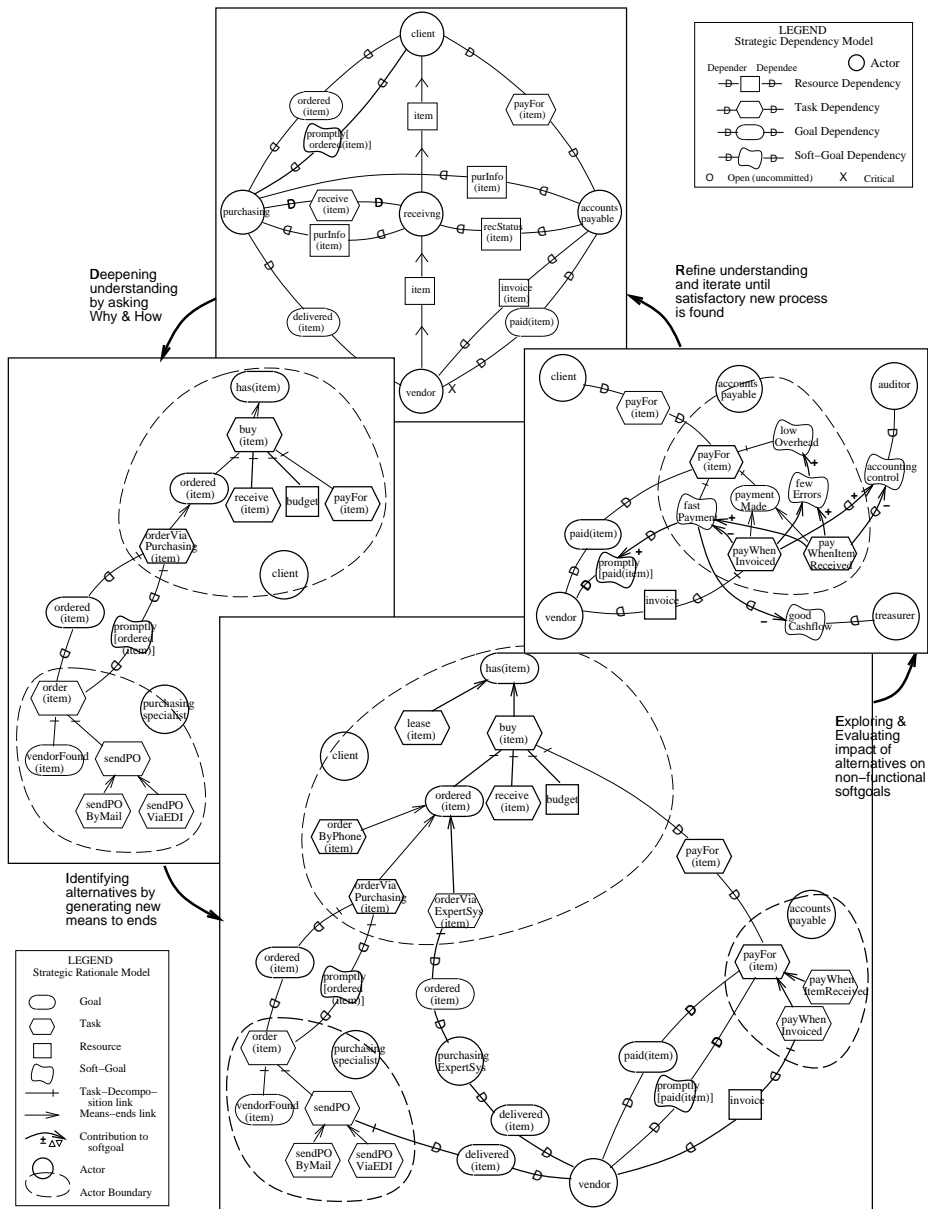 client
LEGEND
Strategic Dependency Model
Actor
Depender Dependee
D D Resource Dependency
D D Task Dependency
D D Goal Dependency
D D Soft−Goal Dependency
O Open (uncommitted) X Critical
ordered
(item)
promptly[
ordered(item)]
item
payFor
(item)
purInfo
(item)
purchasing
receive
(item)
receivng
accounts
payable
purInfo
(item)
recStatus
(item)
item
invoice
(item)
delivered
(item)
paid(item)
vendor
X
Deepening
understanding
by asking
Why & How
Refine understanding
and iterate until
satisfactory new process
is found
has(item)
buy
(item)
ordered
(item)
receive
(item)
budget
payFor
(item)
orderVia
Purchasing
(item)
client
ordered
(item)
promptly
[ordered
(item)]
order
(item)
purchasing
specialist
vendorFound
(item)
sendPO
sendPO
ByMail
sendPO
ViaEDI
client
accounts
payable
auditor
payFor
(item)
low
Overhead
payFor
(item)
accounting
control
few
Errors
payment
Made
fast
Payment
paid(item)
payWhen
Invoiced
pay
WhenItem
Received
promptly
[paid(item)]
vendor
invoice
good
Cashflow
treasurer
Exploring &
Evaluating
impact of
alternatives on
non−functional
softgoals
Identifying
alternatives by
generating new
means to ends
has(item)
lease
(item)
buy
(item)
client
ordered
(item)
receive
(item)
budget
order
ByPhone
(item)
payFor
(item)
orderVia
Purchasing
(item)
orderVia
ExpertSys
(item)
accounts
payable
ordered
(item)
promptly
[ordered
(item)]
ordered
(item)
payFor
(item)
payWhen
ItemReceived
payWhen
Invoiced
order
(item)
purchasing
specialist
purchasing
ExpertSys
paid(item)
promptly
[paid(item)]
invoice
vendorFound
(item)
sendPO
delivered
(item)
sendPO
ByMail
sendPO
ViaEDI
delivered
(item)
vendor
LEGEND
Strategic Rationale Model
Goal
Task
Resource
Soft−Goal
Task−Decompo−
sition link
Means−ends link
Contribution to
softgoal
Actor
Actor Boundary